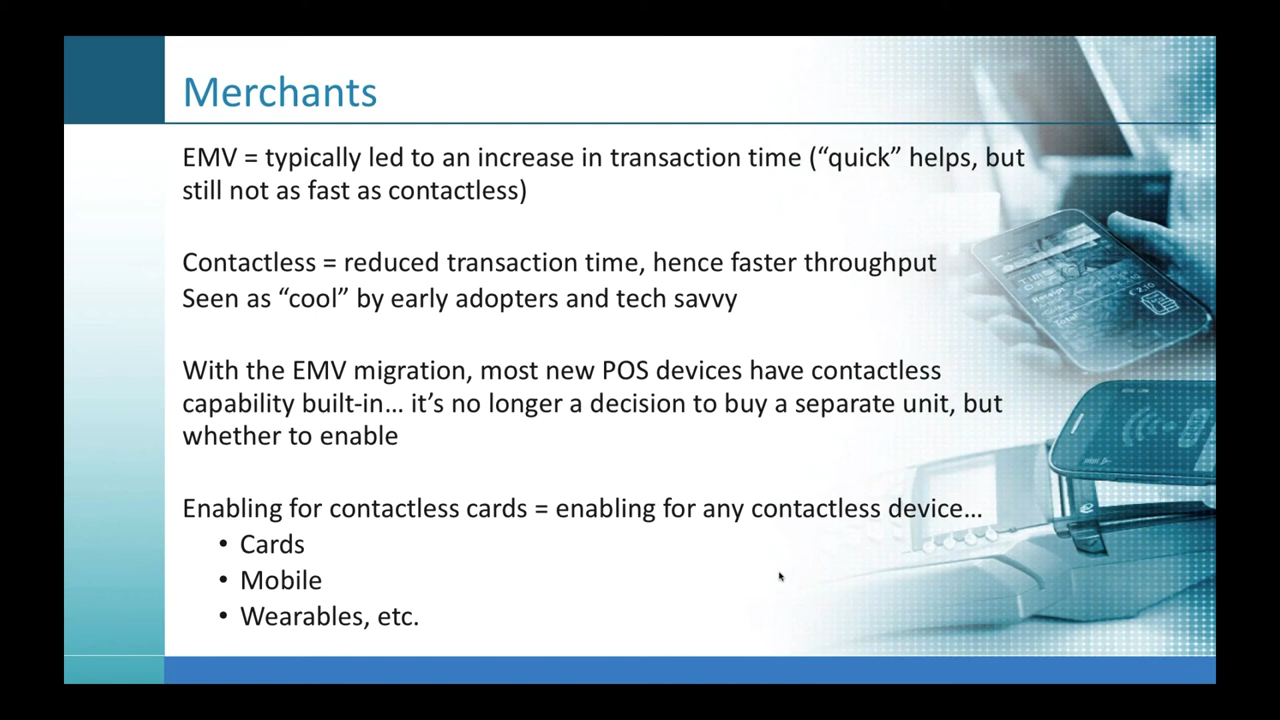 Merchants
EMV = typically led to an increase in transaction time (“quick” helps, but
still not as fast as contactless)
Contactless = reduced transaction time, hence faster throughput
Seen as “cool” by early adopters and tech savvy
With the EMV migration, most new POS devices have contactless
capability built-in… it’s no longer a decision to buy a separate unit, but
whether to enable
Enabling for contactless cards = enabling for any contactless device…
• Cards
• Mobile
• Wearables, etc.